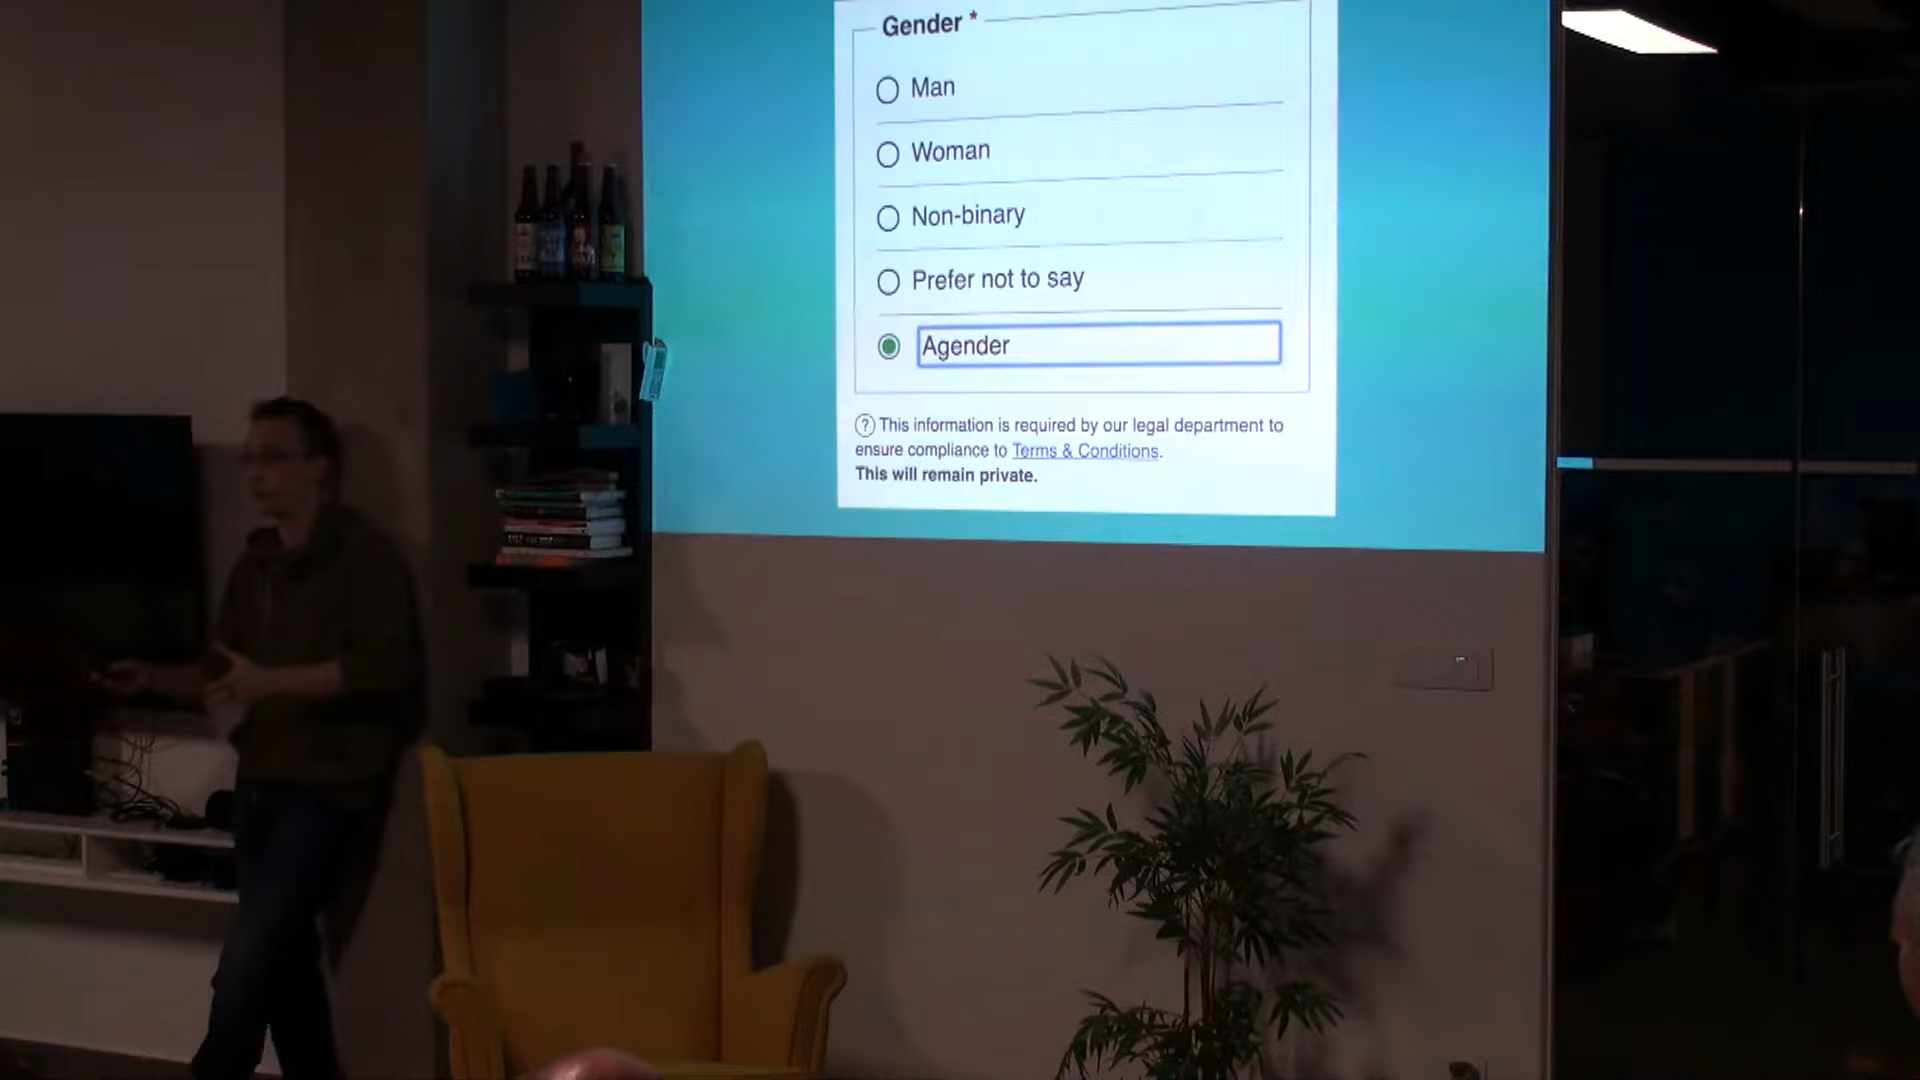 Gender *
Man
Woman
Non-binary
Prefer not to say
Agender
? This information is required by our legal department to
ensure compliance to Terms & Conditions.
This will remain private.